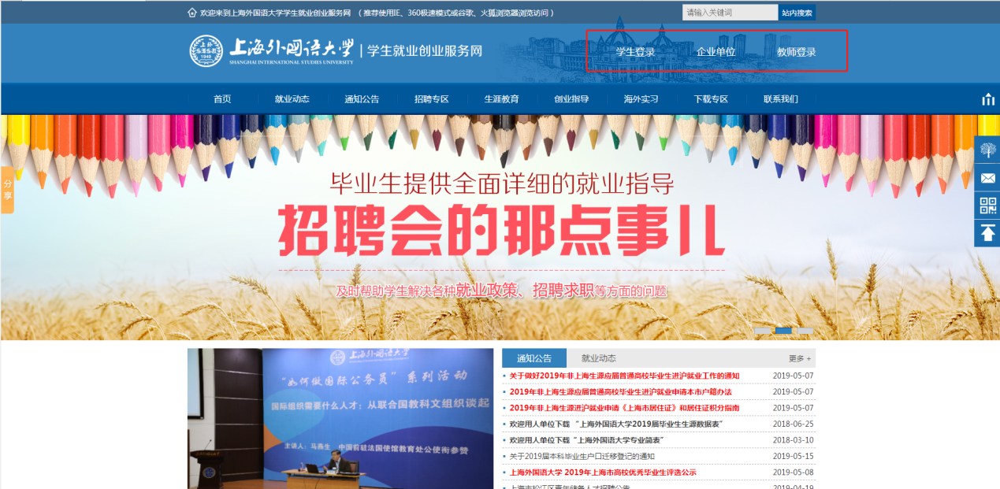 欢迎来到上海外国语大学学生就业创业服务网 （ 推荐使用IE、360极速模式或谷歌、火狐浏览器浏览访问 ）
请输入关键词
站内搜索
上海外国语大学
SHANGHAI INTERNATIONAL STUDIES UNIVERSITY
1949
学生就业创业服务网
学生登录
企业单位
教师登录
首页
就业动态
通知公告
招聘专区
生涯教育
创业指导
海外实习
下载专区
联系我们
分享
毕业生提供全面详细的就业指导
招聘会的那点事儿
及时帮助学生解决各种就业政策、招聘求职等方面的问题
上海外国语大学
“如何做国际公务员”系列活动
国际组织需要什么人才：从联合国教科文组织谈起
主讲人：马燕生 中国前驻法国使馆教育处公使衔参赞
通知公告
就业动态
更多 +
关于做好2019年非上海生源应届普通高校毕业生进沪就业工作的通知 2019-05-07
2019年非上海生源应届普通高校毕业生进沪就业申请本市户籍办法 2019-05-07
2019年非上海生源进沪就业申请《上海市居住证》和居住证积分指南 2019-05-07
欢迎用人单位下载 “上海外国语大学2019届毕业生生源数据表” 2018-06-25
欢迎用人单位下载“上海外国语大学专业简表” 2018-03-10
关于2019届本科毕业生户口迁移登记的通知 2019-05-15
上海外国语大学 2019年上海市高校优秀毕业生评选公示 2019-05-08
上海市松江区青年储备人才招聘公告 2019-04-19